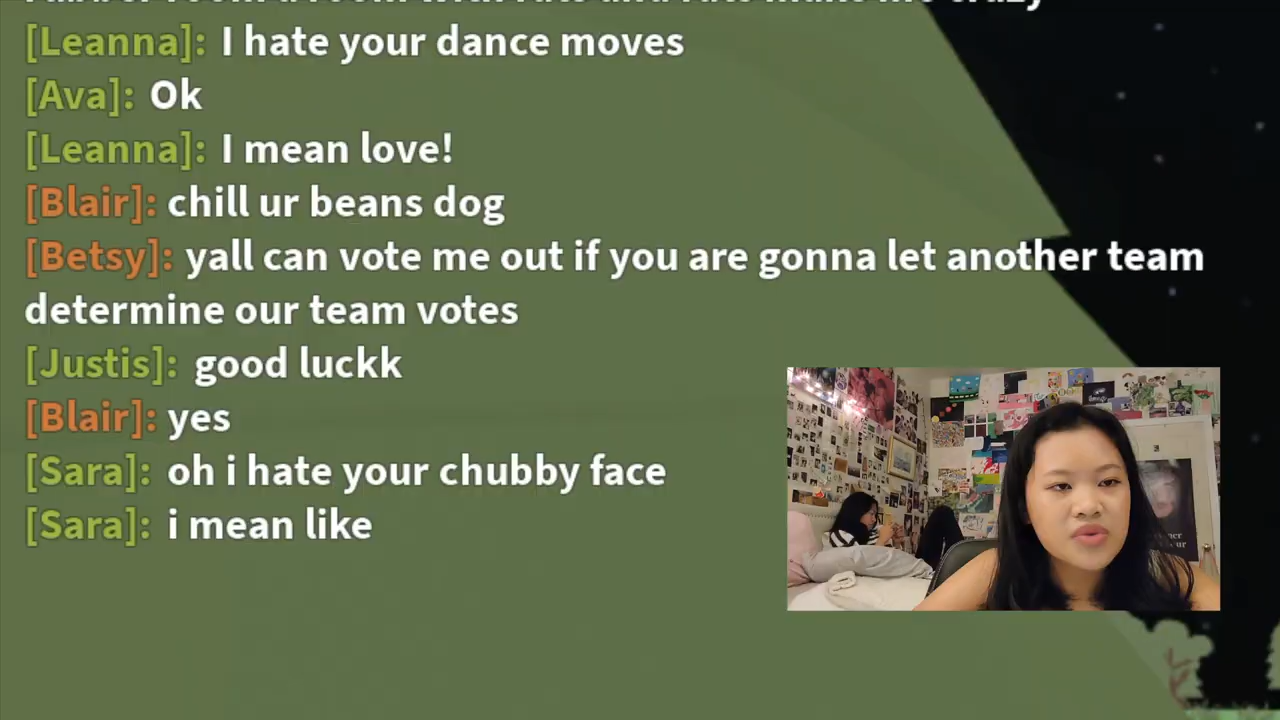 [Leanna]: I hate your dance moves
[Ava]: Ok
[Leanna]: I mean love!
[Blair]: chill ur beans dog
[Betsy]: yall can vote me out if you are gonna let another team
determine our team votes
[Justis]: good luckk
[Blair]: yes
[Sara]: oh i hate your chubby face
[Sara]: i mean like